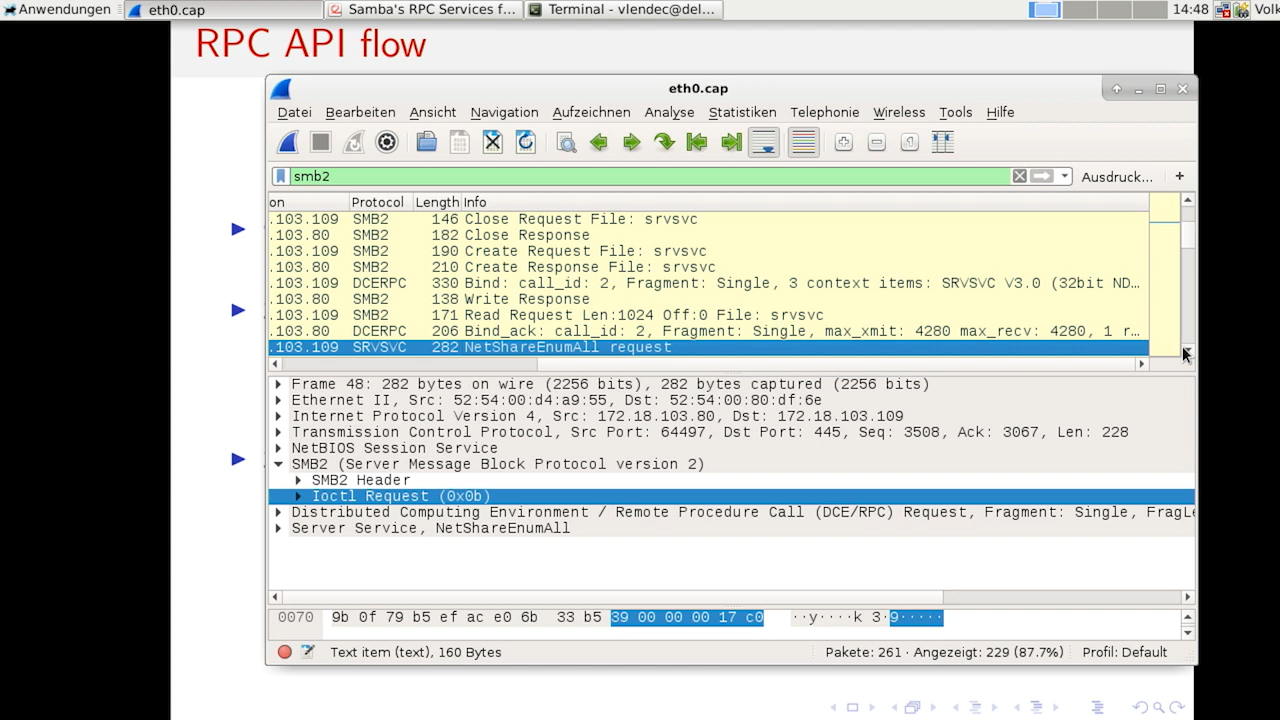 Anwendungen eth0.cap Samba's RPC Services f... Terminal - vlendec@del... 14:48 Volk
RPC API flow
eth0.cap
Datei Bearbeiten Ansicht Navigation Aufzeichnen Analyse Statistiken Telephonie Wireless Tools Hilfe
smb2 Ausdruck... +
on Protocol Length Info
.103.109 SMB2 146 Close Request File: srvsvc
.103.80 SMB2 182 Close Response
.103.109 SMB2 190 Create Request File: srvsvc
.103.80 SMB2 210 Create Response File: srvsvc
.103.109 DCERPC 330 Bind: call_id: 2, Fragment: Single, 3 context items: SRVSVC V3.0 (32bit ND...
.103.80 SMB2 138 Write Response
.103.109 SMB2 171 Read Request Len:1024 Off:0 File: srvsvc
.103.80 DCERPC 206 Bind_ack: call_id: 2, Fragment: Single, max_xmit: 4280 max_recv: 4280, 1 r...
.103.109 SRVSVC 282 NetShareEnumAll request
Frame 48: 282 bytes on wire (2256 bits), 282 bytes captured (2256 bits)
Ethernet II, Src: 52:54:00:d4:a9:55, Dst: 52:54:00:80:df:6e
Internet Protocol Version 4, Src: 172.18.103.80, Dst: 172.18.103.109
Transmission Control Protocol, Src Port: 64497, Dst Port: 445, Seq: 3508, Ack: 3067, Len: 228
NetBIOS Session Service
SMB2 (Server Message Block Protocol version 2)
SMB2 Header
Ioctl Request (0x0b)
Distributed Computing Environment / Remote Procedure Call (DCE/RPC) Request, Fragment: Single, FragLe
Server Service, NetShareEnumAll
0070 9b 0f 79 b5 ef ac e0 6b 33 b5 39 00 00 00 17 c0 ··y····k 3·9·····
Text item (text), 160 Bytes Pakete: 261 · Angezeigt: 229 (87.7%) Profil: Default